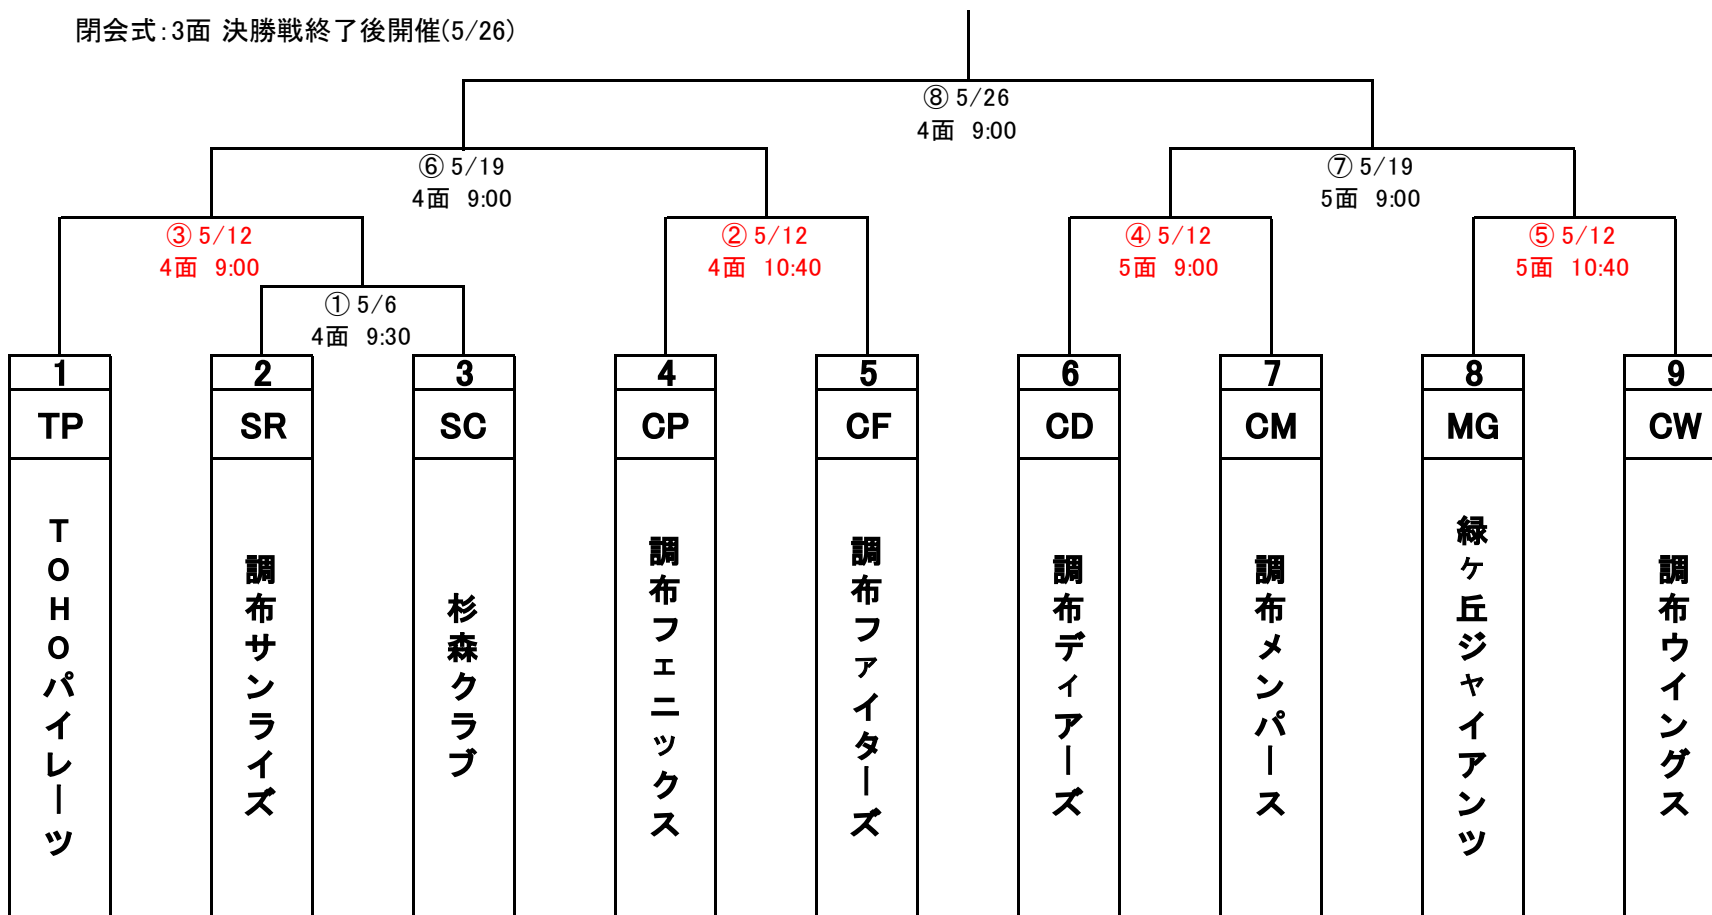 閉会式:3面 決勝戦終了後開催(5/26)
⑧ 5/26
4面 9:00
⑥ 5/19
4面 9:00
⑦ 5/19
5面 9:00
③ 5/12
4面 9:00
② 5/12
4面 10:40
④ 5/12
5面 9:00
⑤ 5/12
5面 10:40
① 5/6
4面 9:30
1
2
3
4
5
6
7
8
9
TP
SR
SC
CP
CF
CD
CM
MG
CW
TOHOパイレーツ
調布サンライズ
杉森クラブ
調布フェニックス
調布ファイターズ
調布ディアーズ
調布メンパース
緑ヶ丘ジャイアンツ
調布ウイングス